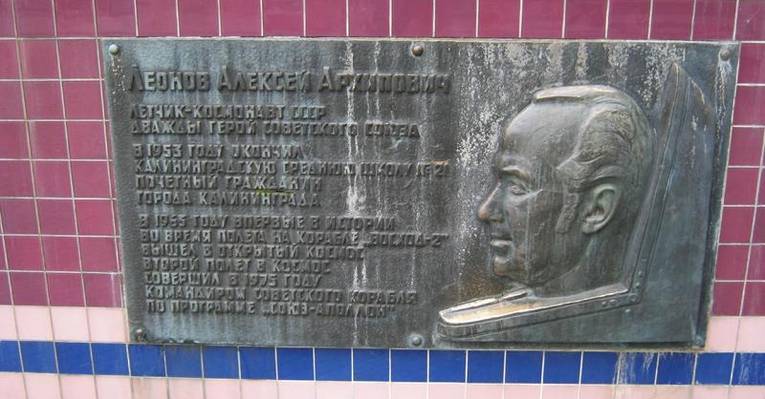 Леонов Алексей Архипович
ЛЕТЧИК-КОСМОНАВТ СССР
ДВАЖДЫ ГЕРОЙ СОВЕТСКОГО СОЮЗА
В 1953 ГОДУ ОКОНЧИЛ
КАЛИНИНГРАДСКУЮ СРЕДНЮЮ ШКОЛУ №21
ПОЧЕТНЫЙ ГРАЖДАНИН
ГОРОДА КАЛИНИНГРАДА
В 1965 ГОДУ ВПЕРВЫЕ В ИСТОРИИ
ВО ВРЕМЯ ПОЛЕТА НА КОРАБЛЕ „ВОСХОД-2"
ВЫШЕЛ В ОТКРЫТЫЙ КОСМОС
ВТОРОЙ ПОЛЕТ В КОСМОС
СОВЕРШИЛ В 1975 ГОДУ
КОМАНДИРОМ СОВЕТСКОГО КОРАБЛЯ
ПО ПРОГРАММЕ „СОЮЗ-АПОЛЛОН"